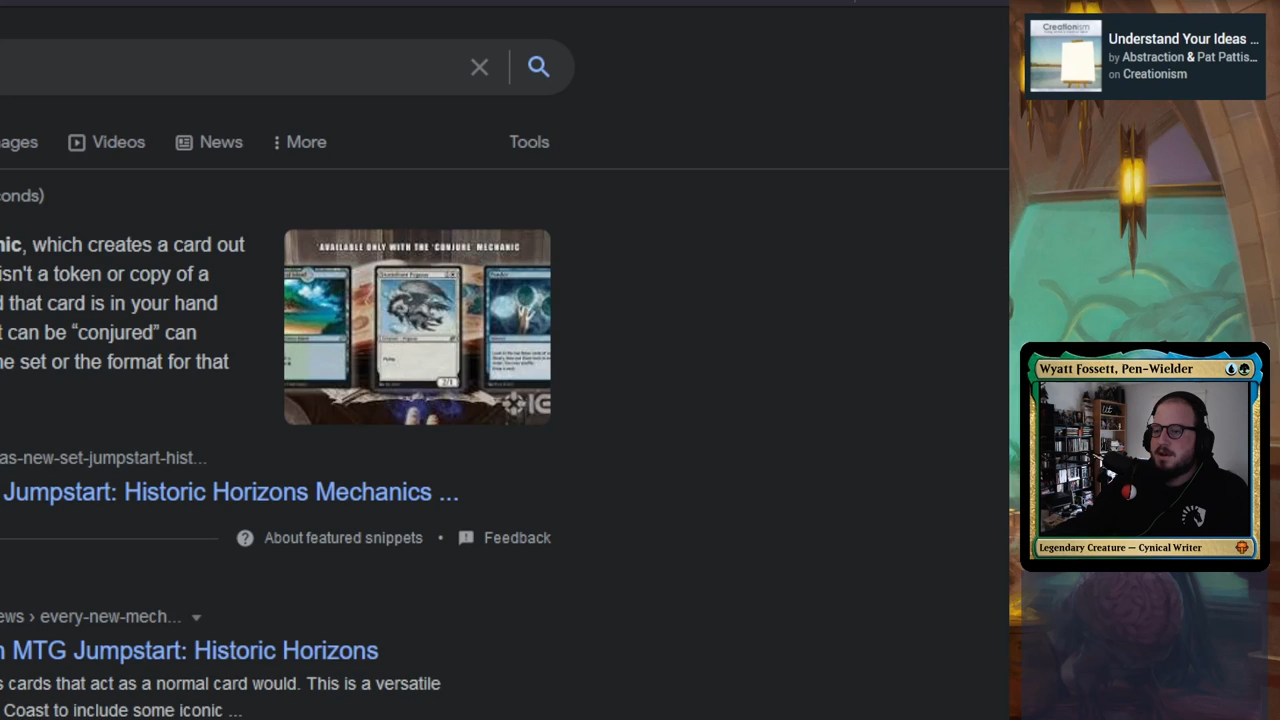 Creationism
Understand Your Ideas ...
by Abstraction & Pat Pattis...
on Creationism
ages
Videos
News
More
Tools
onds)
nic, which creates a card out
isn't a token or copy of a
d that card is in your hand
t can be “conjured” can
ne set or the format for that
'AVAILABLE ONLY WITH THE 'CONJURE' MECHANIC
as-new-set-jumpstart-hist...
Jumpstart: Historic Horizons Mechanics ...
About featured snippets • Feedback
ews › every-new-mech...
n MTG Jumpstart: Historic Horizons
s cards that act as a normal card would. This is a versatile
Coast to include some iconic ...
Wyatt Fossett, Pen-Wielder
Legendary Creature — Cynical Writer